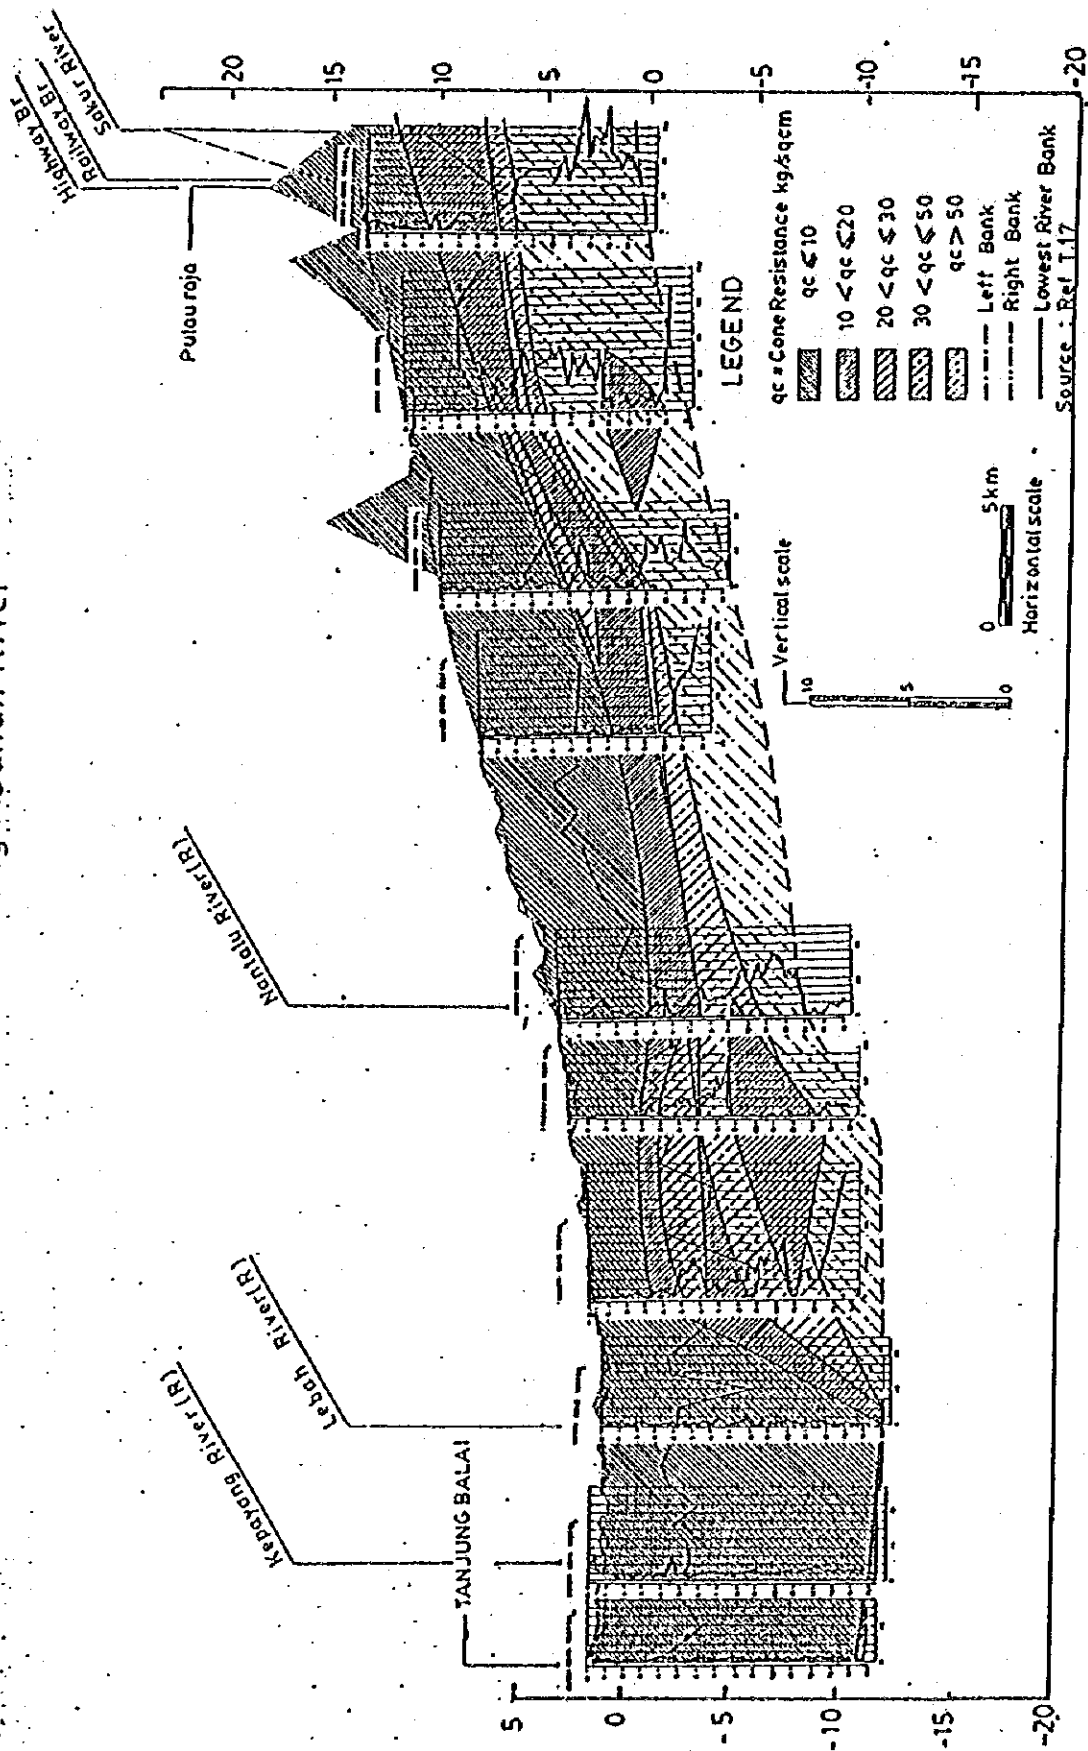 Kepayang River(R)
Lebah River(R)
Nantalu River(R)
Highway Br
Railway Br
Sakur River
TANJUNG BALAI
Pulau raja
5
0
-5
-10
-15
-20
20
15
10
5
0
-5
-10
-15
-20
Vertical scale
10
5
0
0 5km
Horizontal scale
LEGEND
qc = Cone Resistance kg/sqcm
qc ⩽ 10
10 < qc ⩽ 20
20 < qc ⩽ 30
30 < qc ⩽ 50
qc > 50
Left Bank
Right Bank
Lowest River Bank
Source : Ref T.17